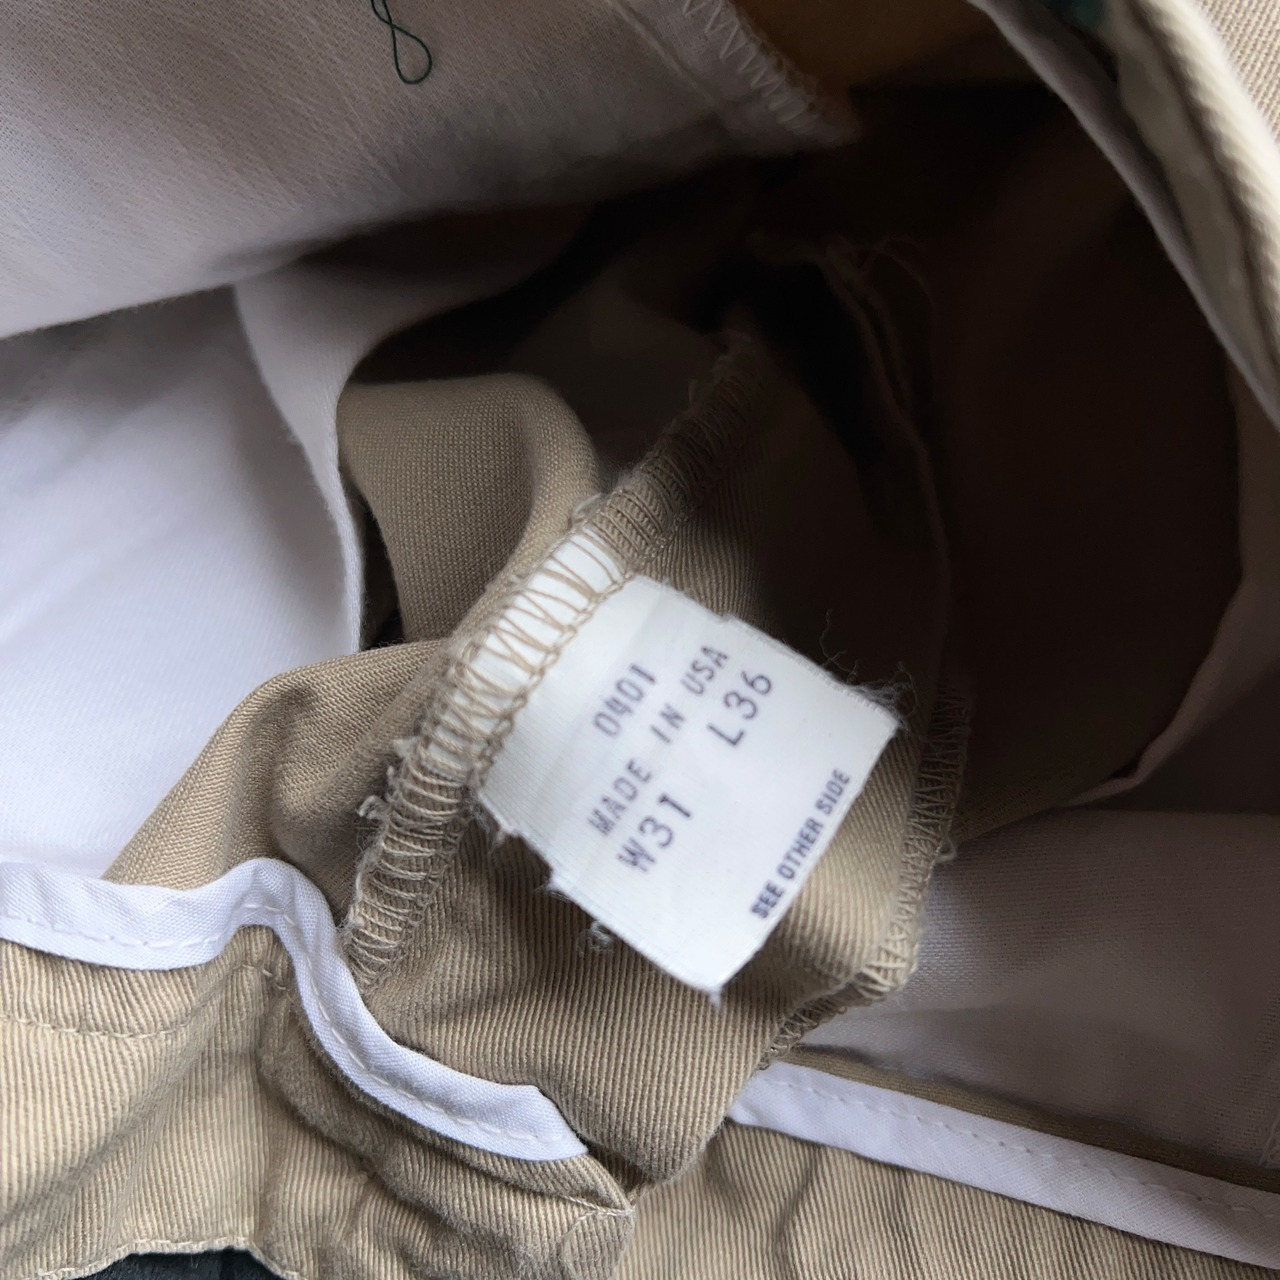 0401
MADE IN USA
W31 L36
SEE OTHER SIDE